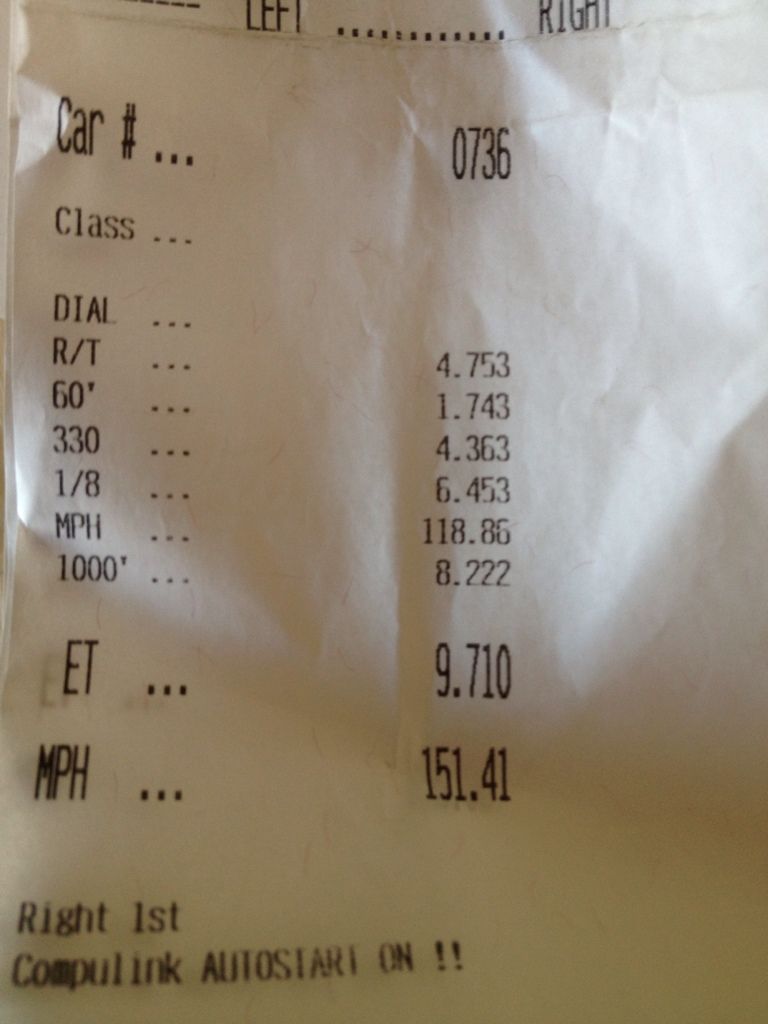 LEFT ............ RIGHT
Car # ... 0736
Class ...
DIAL ...
R/T ... 4.753
60' ... 1.743
330 ... 4.363
1/8 ... 6.453
MPH ... 118.86
1000' ... 8.222
ET ... 9.710
MPH ... 151.41
Right 1st
Compulink AUTOSTART ON !!